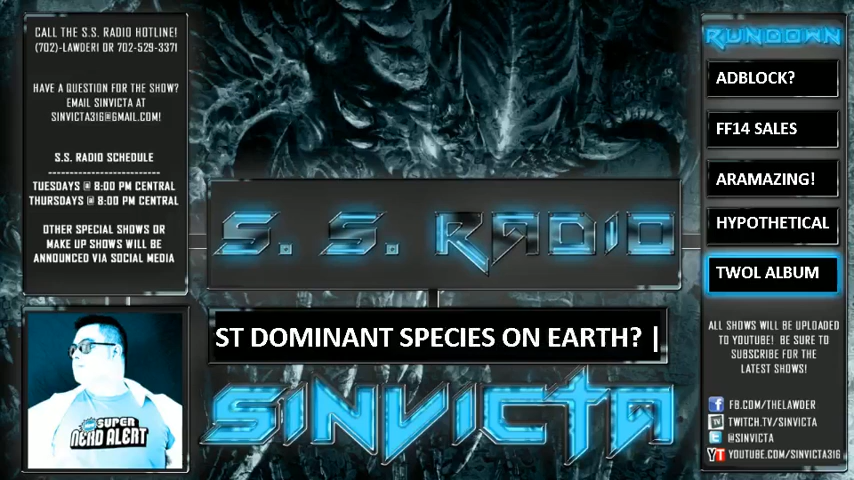 CALL THE S.S. RADIO HOTLINE!
(702)-LAWDERI OR 702-529-3371
HAVE A QUESTION FOR THE SHOW?
EMAIL SINVICTA AT
SINVICTA316@GMAIL.COM!
S.S. RADIO SCHEDULE
---------------------------
TUESDAYS @ 8:00 PM CENTRAL
THURSDAYS @ 8:00 PM CENTRAL
OTHER SPECIAL SHOWS OR
MAKE UP SHOWS WILL BE
ANNOUNCED VIA SOCIAL MEDIA
SUPER
NERD ALERT
S. S. RADIO
ST DOMINANT SPECIES ON EARTH? |
SINVICTA
RUNDOWN
ADBLOCK?
FF14 SALES
ARAMAZING!
HYPOTHETICAL
TWOL ALBUM
ALL SHOWS WILL BE UPLOADED
TO YOUTUBE! BE SURE TO
SUBSCRIBE FOR THE
LATEST SHOWS!
FB.COM/THELAWDER
TWITCH.TV/SINVICTA
@SINVICTA
YOUTUBE.COM/SINVICTA316